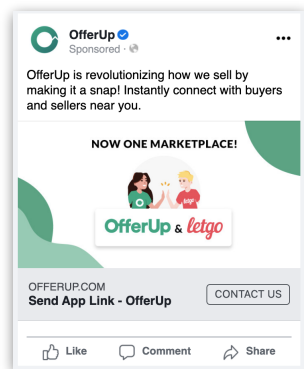 OfferUp
Sponsored ·
OfferUp is revolutionizing how we sell by
making it a snap! Instantly connect with buyers
and sellers near you.
NOW ONE MARKETPLACE!
letgo
OfferUp & letgo
OFFERUP.COM
Send App Link - OfferUp
CONTACT US
Like Comment Share